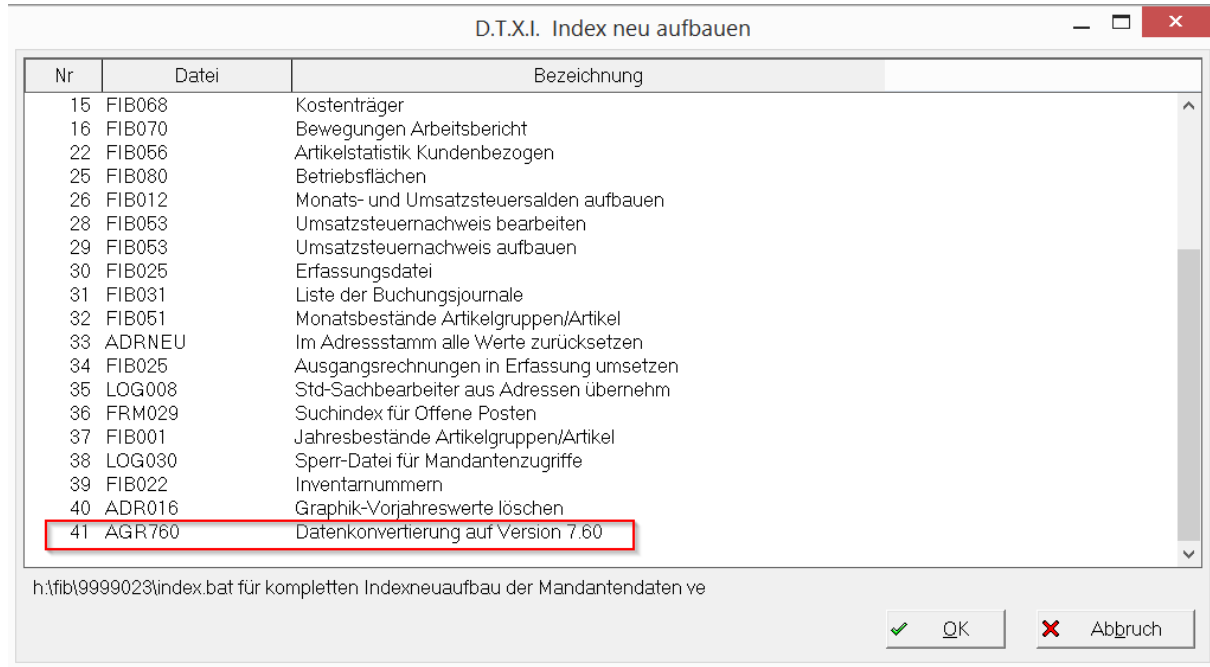 D.T.X.I. Index neu aufbauen
Nr Datei Bezeichnung
15 FIB068 Kostenträger
16 FIB070 Bewegungen Arbeitsbericht
22 FIB056 Artikelstatistik Kundenbezogen
25 FIB080 Betriebsflächen
26 FIB012 Monats- und Umsatzsteuersalden aufbauen
28 FIB053 Umsatzsteuernachweis bearbeiten
29 FIB053 Umsatzsteuernachweis aufbauen
30 FIB025 Erfassungsdatei
31 FIB031 Liste der Buchungsjournale
32 FIB051 Monatsbestände Artikelgruppen/Artikel
33 ADRNEU Im Adressstamm alle Werte zurücksetzen
34 FIB025 Ausgangsrechnungen in Erfassung umsetzen
35 LOG008 Std-Sachbearbeiter aus Adressen übernehm
36 FRM029 Suchindex für Offene Posten
37 FIB001 Jahresbestände Artikelgruppen/Artikel
38 LOG030 Sperr-Datei für Mandantenzugriffe
39 FIB022 Inventarnummern
40 ADR016 Graphik-Vorjahreswerte löschen
41 AGR760 Datenkonvertierung auf Version 7.60
h:\fib\9999023\index.bat für kompletten Indexneuaufbau der Mandantendaten ve
OK Abbruch